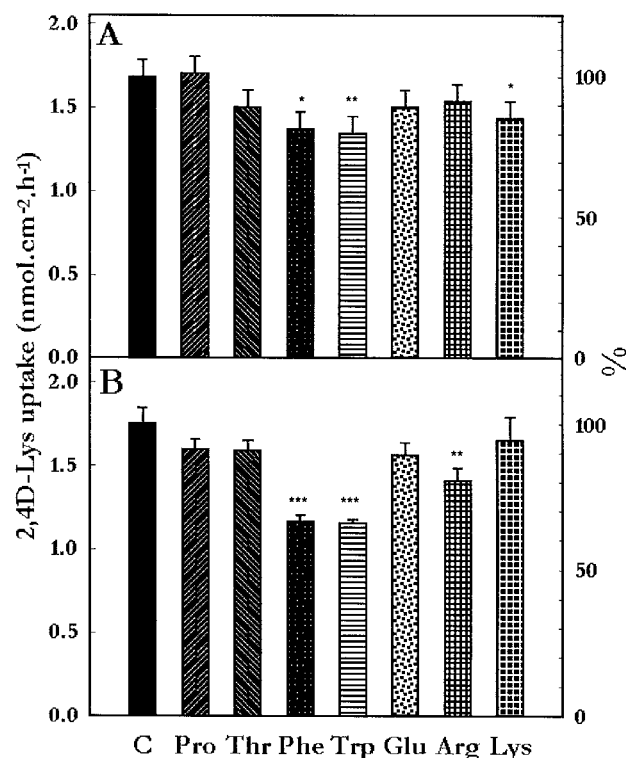 A
2.0
1.5
1.0
0.5
0.0
* ** *
100
50
0
B
2.0
1.5
1.0
0.5
0.0
*** *** **
100
50
0
2,4D-Lys uptake (nmol.cm-2.h-1)
%
C Pro Thr Phe Trp Glu Arg Lys